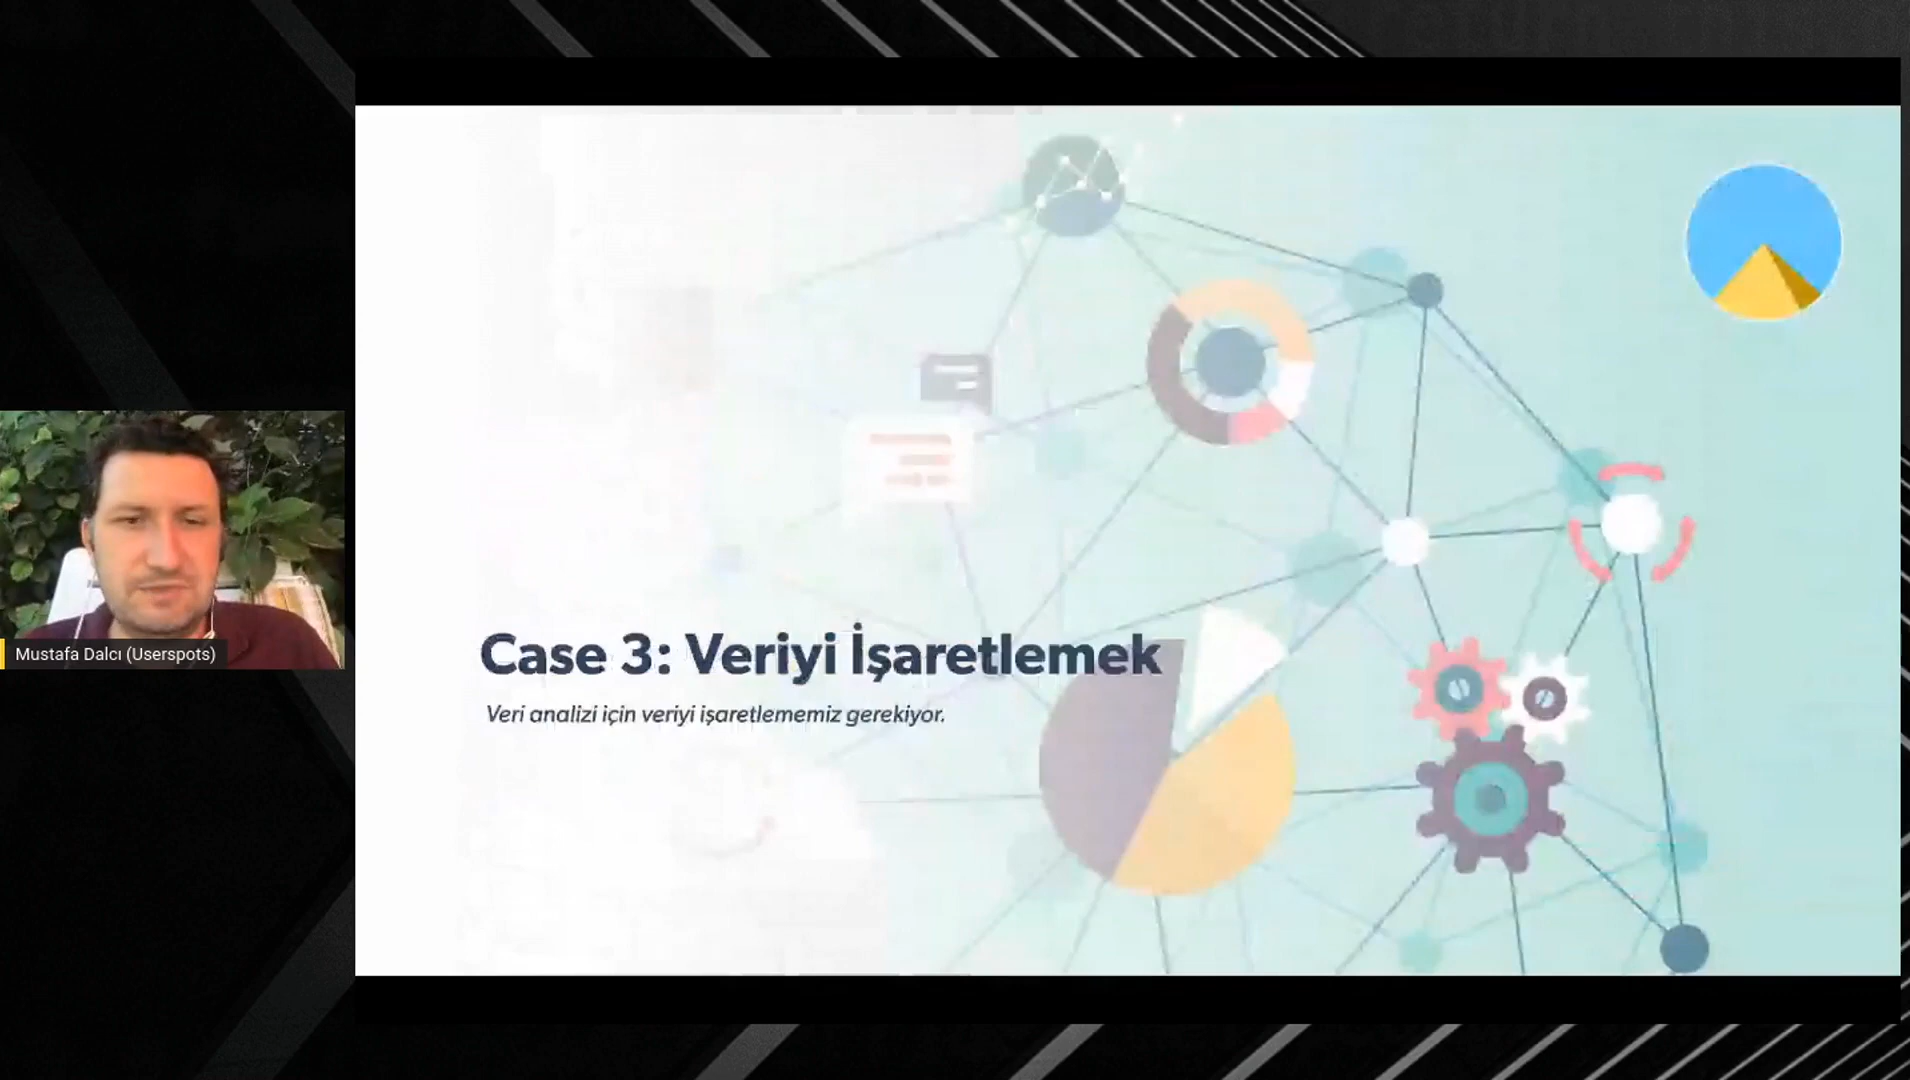 Case 3: Veriyi İşaretlemek
Veri analizi için veriyi işaretlememiz gerekiyor.
Mustafa Dalcı (Userspots)